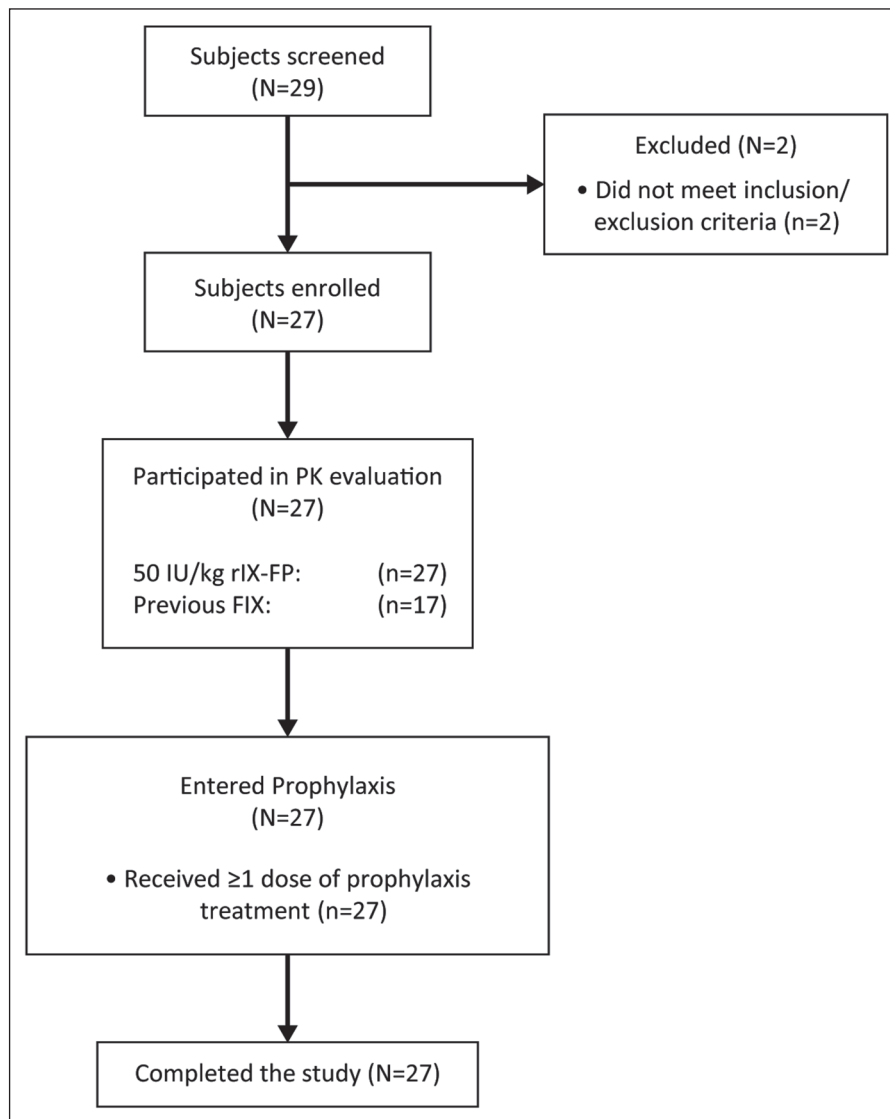 Subjects screened
(N=29)
Excluded (N=2)
• Did not meet inclusion/
exclusion criteria (n=2)
Subjects enrolled
(N=27)
Participated in PK evaluation
(N=27)
50 IU/kg rIX-FP: (n=27)
Previous FIX: (n=17)
Entered Prophylaxis
(N=27)
• Received ≥1 dose of prophylaxis
treatment (n=27)
Completed the study (N=27)